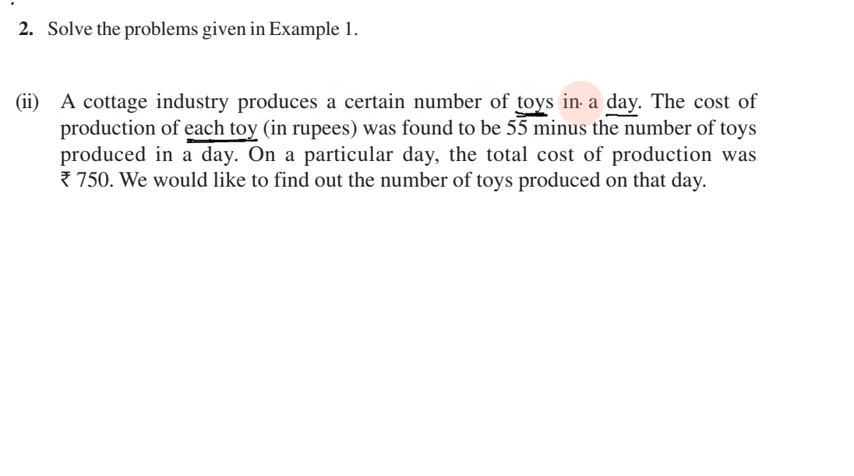 2. Solve the problems given in Example 1.
(ii) A cottage industry produces a certain number of toys in a day. The cost of
production of each toy (in rupees) was found to be 55 minus the number of toys
produced in a day. On a particular day, the total cost of production was
₹ 750. We would like to find out the number of toys produced on that day.